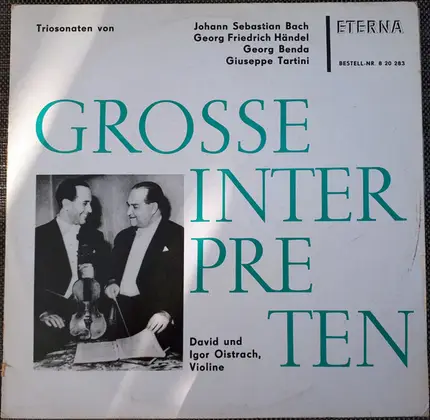 Triosonaten von
Johann Sebastian Bach
Georg Friedrich Händel
Georg Benda
Giuseppe Tartini
ETERNA
BESTELL-NR. 8 20 283
GROSSE
INTER
PRE
TEN
David und
Igor Oistrach,
Violine